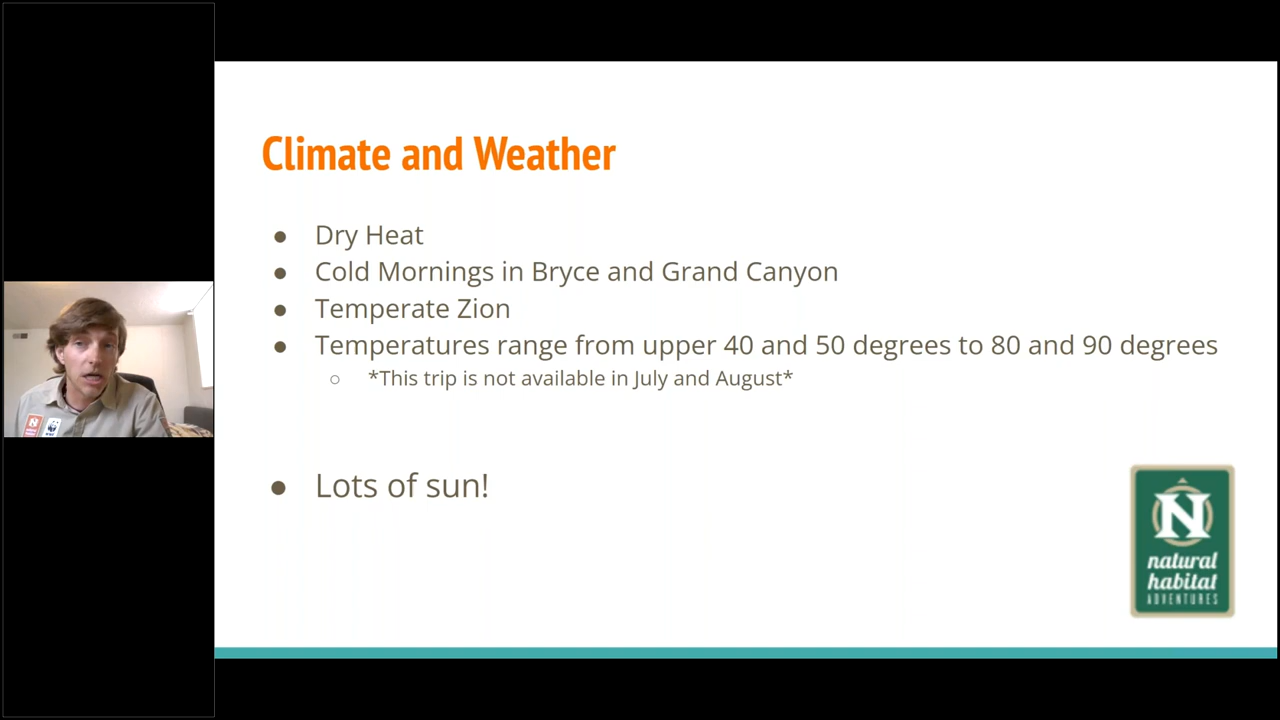 Climate and Weather
● Dry Heat
● Cold Mornings in Bryce and Grand Canyon
● Temperate Zion
● Temperatures range from upper 40 and 50 degrees to 80 and 90 degrees
○ *This trip is not available in July and August*
● Lots of sun!
N
natural
habitat
ADVENTURES